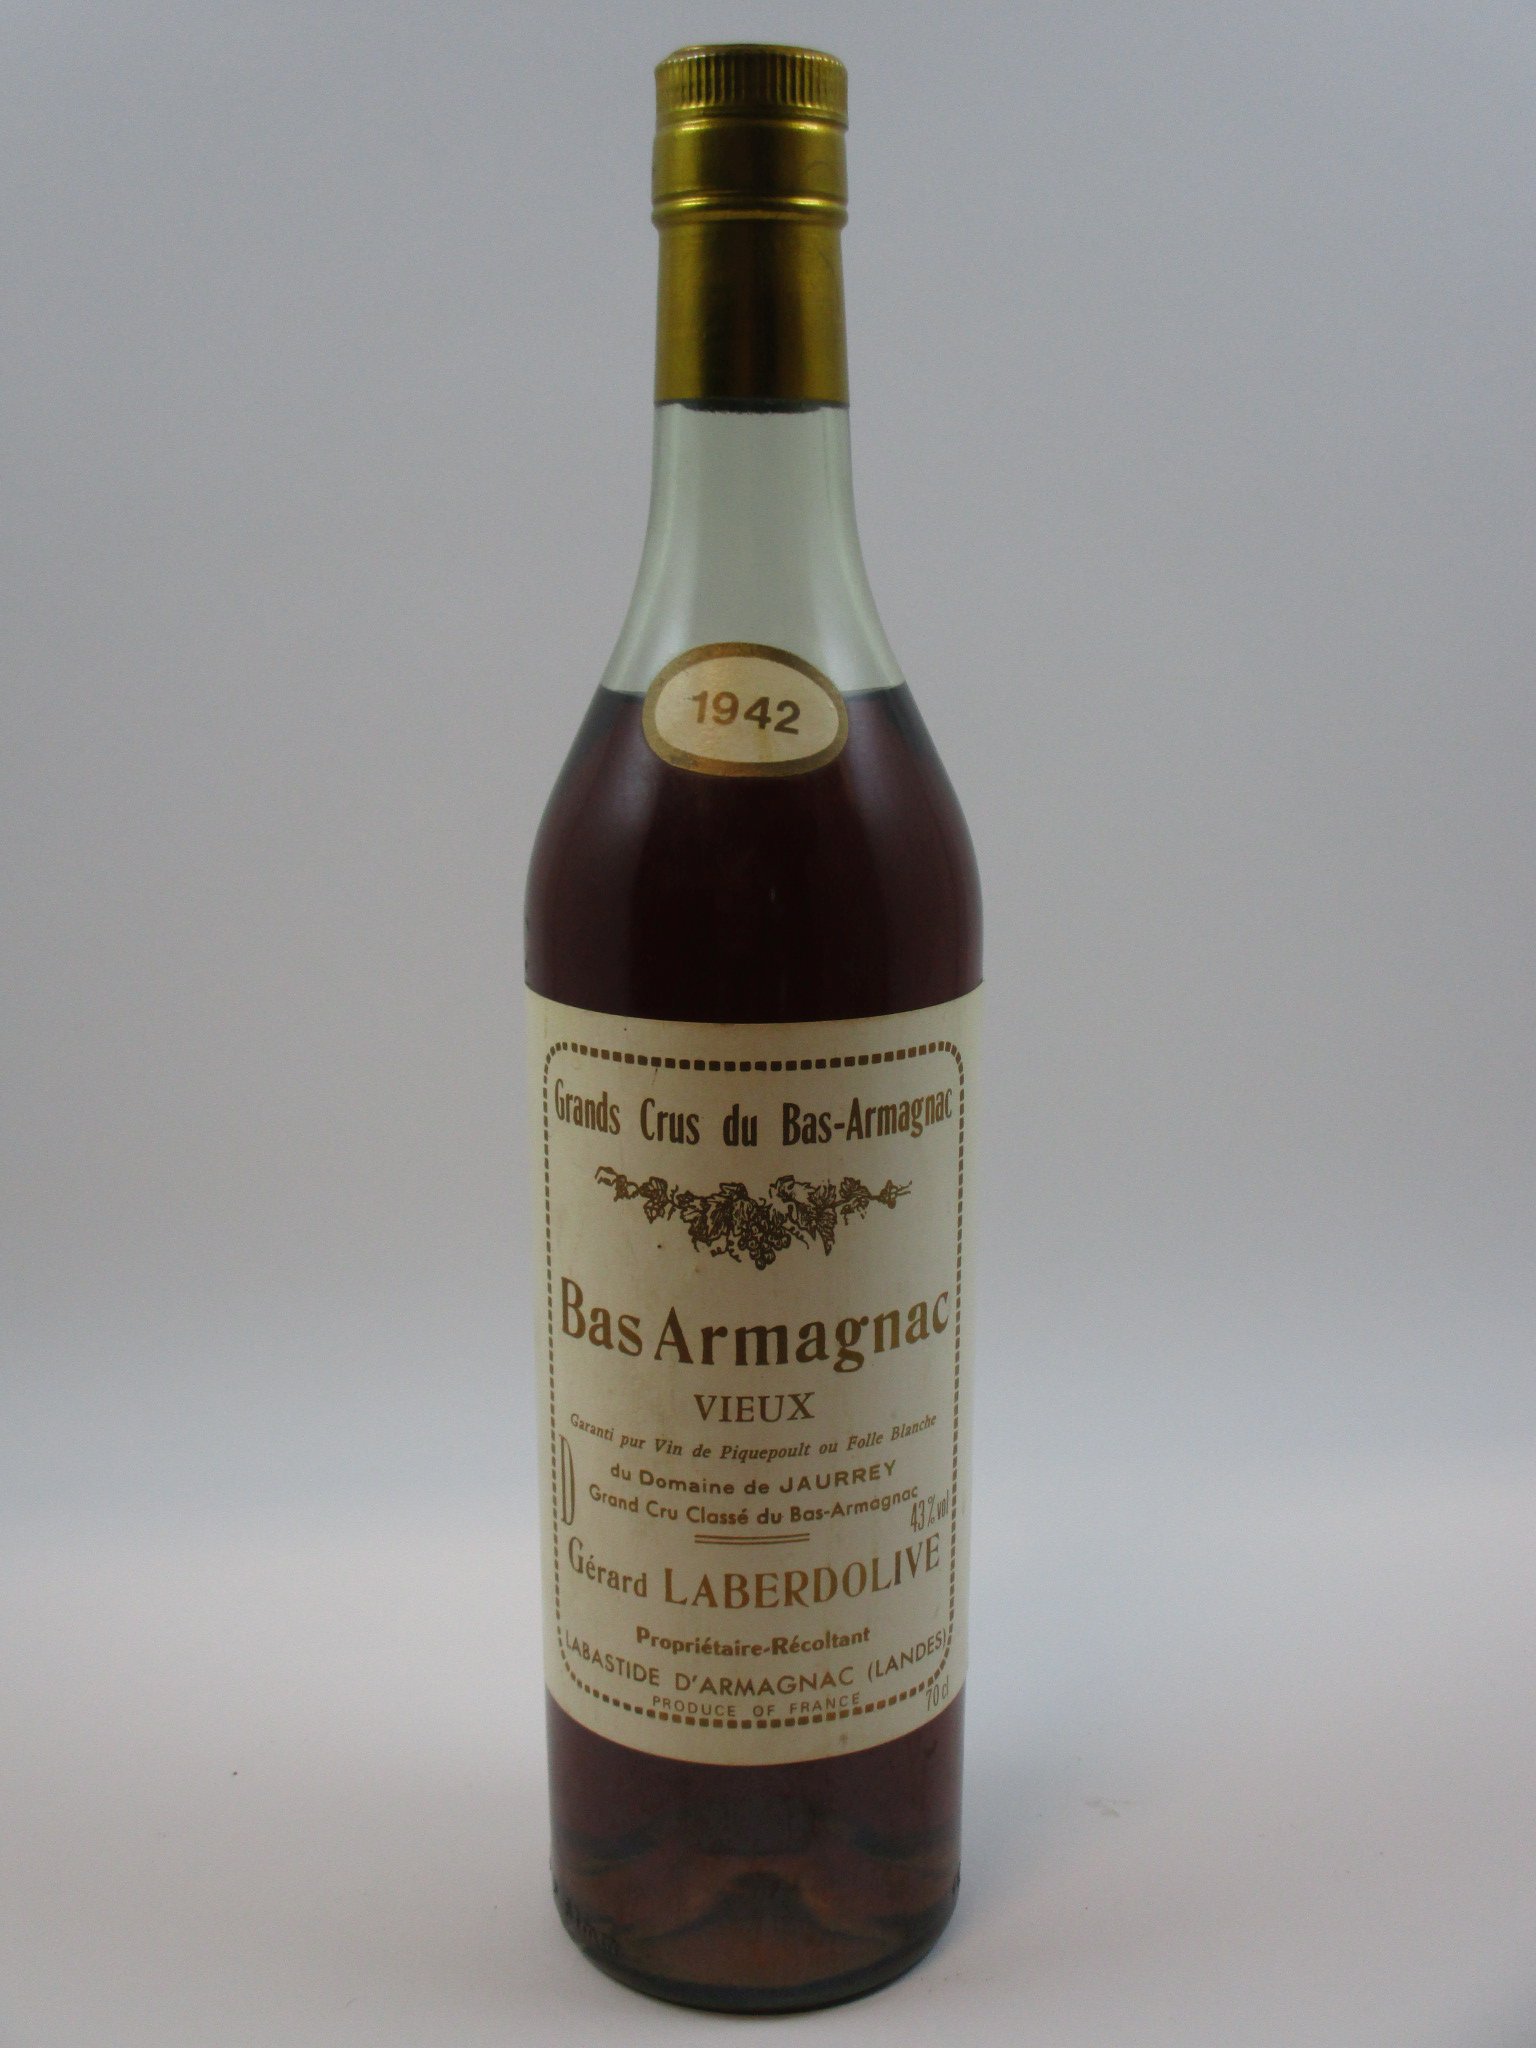 1942
Grands Crus du Bas-Armagnac
Bas Armagnac
VIEUX
Garanti pur Vin de Piquepoult ou Folle Blanche
du Domaine de JAURREY
D
Grand Cru Classé du Bas-Armagnac
43% vol
Gérard LABERDOLIVE
Propriétaire-Récoltant
LABASTIDE D'ARMAGNAC (LANDES)
PRODUCE OF FRANCE
70 cl